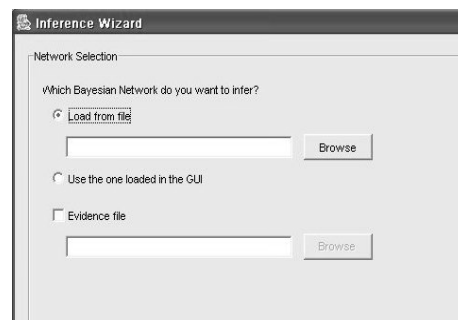 Inference Wizard
Network Selection
Which Bayesian Network do you want to infer?
Load from file
Browse
Use the one loaded in the GUI
Evidence file
Browse